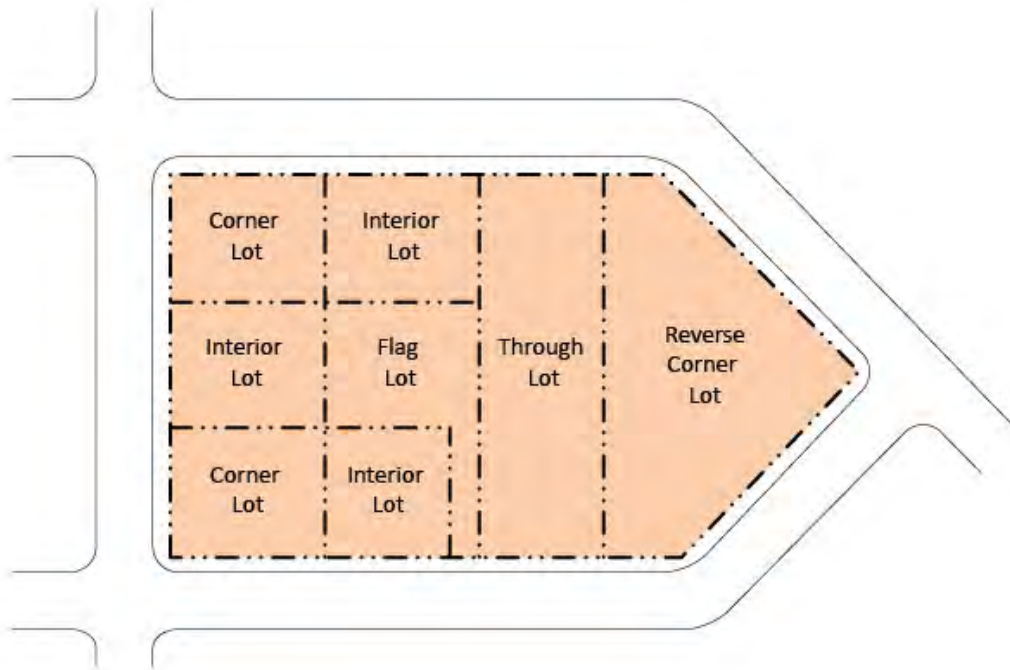 Corner
Lot
Interior
Lot
Interior
Lot
Flag
Lot
Through
Lot
Reverse
Corner
Lot
Corner
Lot
Interior
Lot